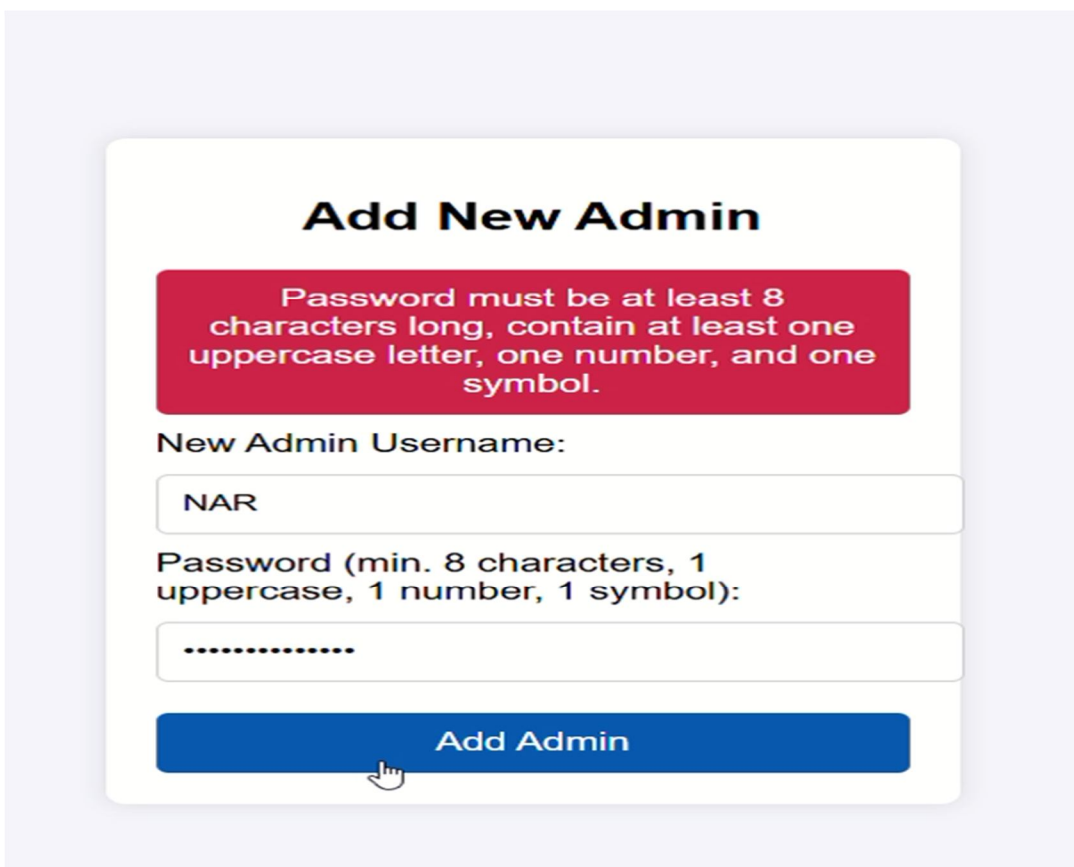 Add New Admin
Password must be at least 8
characters long, contain at least one
uppercase letter, one number, and one
symbol.
New Admin Username:
NAR
Password (min. 8 characters, 1
uppercase, 1 number, 1 symbol):
••••••••••••••
Add Admin